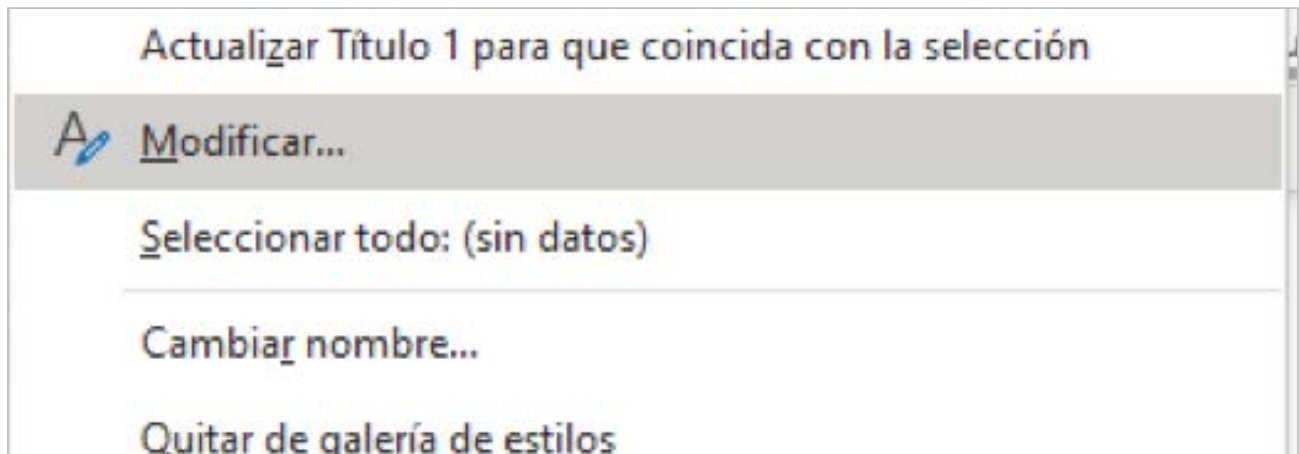 Actualizar Título 1 para que coincida con la selección
Modificar...
Seleccionar todo: (sin datos)
Cambiar nombre...
Quitar de galería de estilos